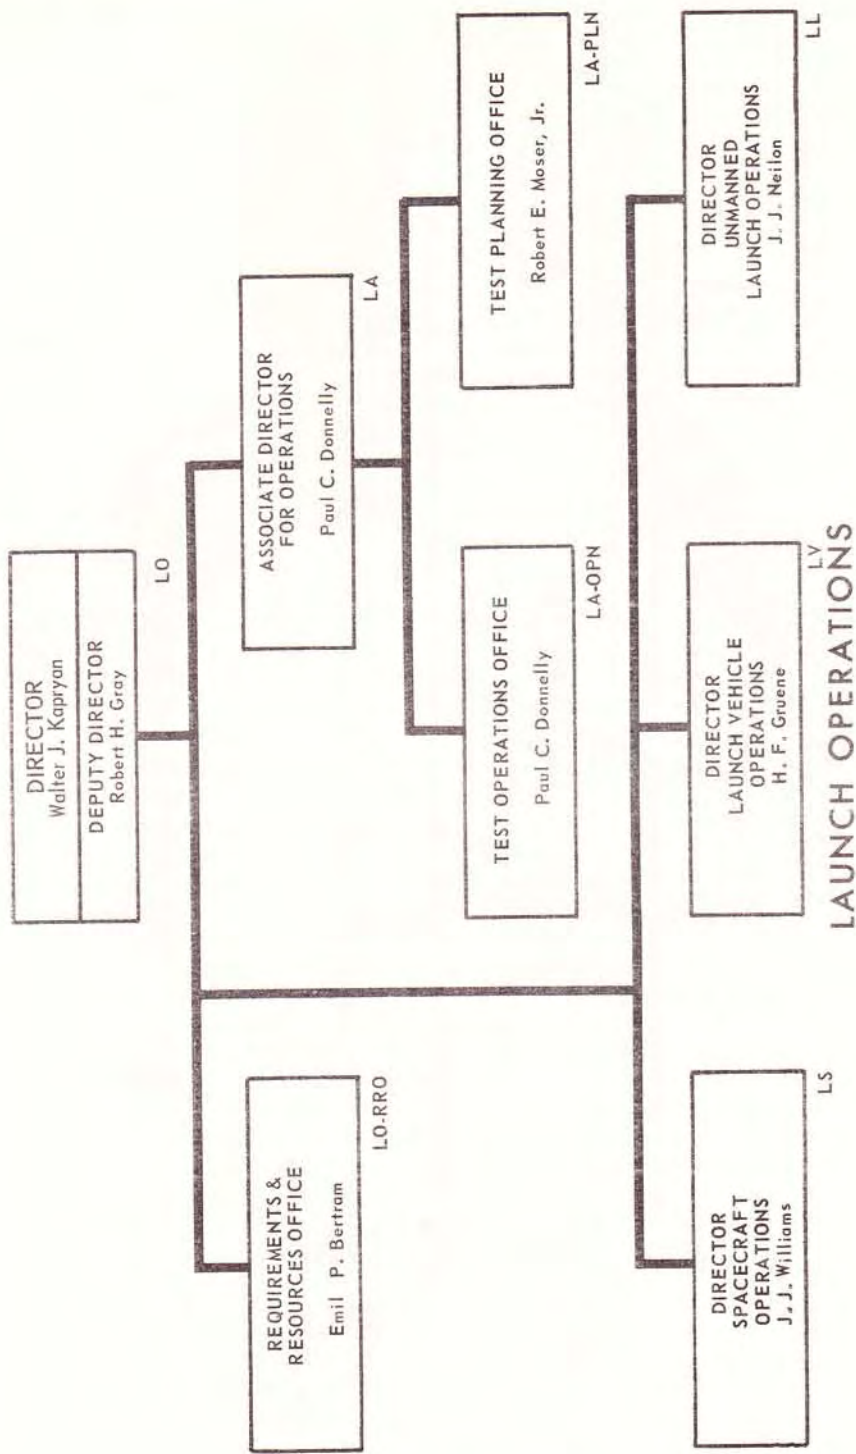 DIRECTOR
Walter J. Kapryan
DEPUTY DIRECTOR
Robert H. Gray
LO
REQUIREMENTS &
RESOURCES OFFICE
Emil P. Bertram
LO-RRO
ASSOCIATE DIRECTOR
FOR OPERATIONS
Paul C. Donnelly
LA
TEST OPERATIONS OFFICE
Paul C. Donnelly
LA-OPN
TEST PLANNING OFFICE
Robert E. Moser, Jr.
LA-PLN
DIRECTOR
SPACECRAFT
OPERATIONS
J. J. Williams
LS
DIRECTOR
LAUNCH VEHICLE
OPERATIONS
H. F. Gruene
LV
DIRECTOR
UNMANNED
LAUNCH OPERATIONS
J. J. Neilon
LL
LAUNCH OPERATIONS